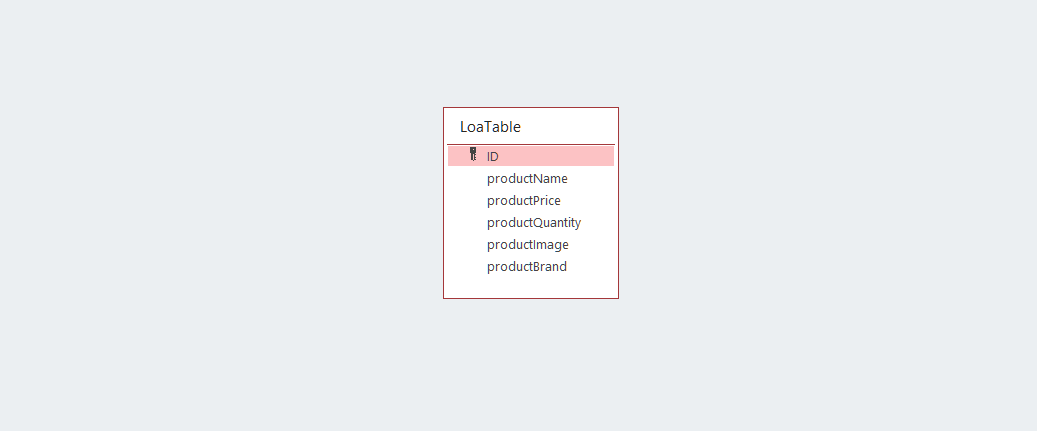 LoaTable
ID
productName
productPrice
productQuantity
productImage
productBrand